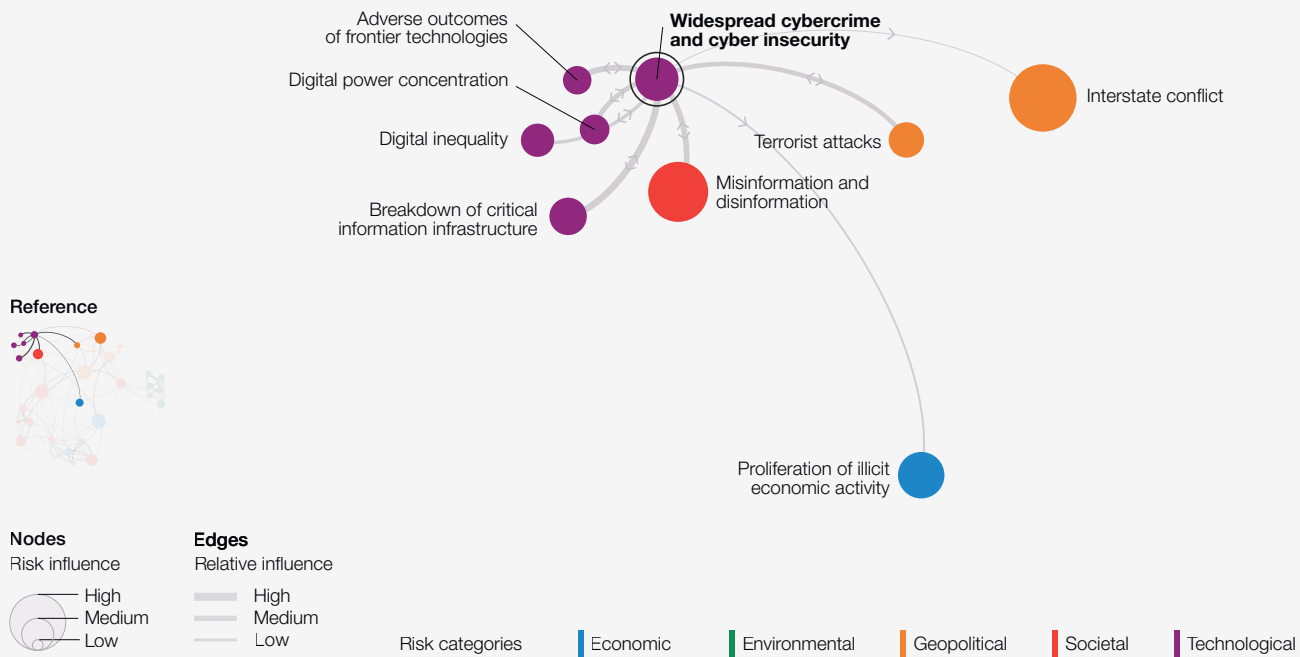 Adverse outcomes
of frontier technologies
Widespread cybercrime
and cyber insecurity
Digital power concentration
Interstate conflict
Digital inequality
Terrorist attacks
Misinformation and
disinformation
Breakdown of critical
information infrastructure
Reference
Proliferation of illicit
economic activity
Nodes
Risk influence
High
Medium
Low
Edges
Relative influence
High
Medium
Low
Risk categories
Economic
Environmental
Geopolitical
Societal
Technological